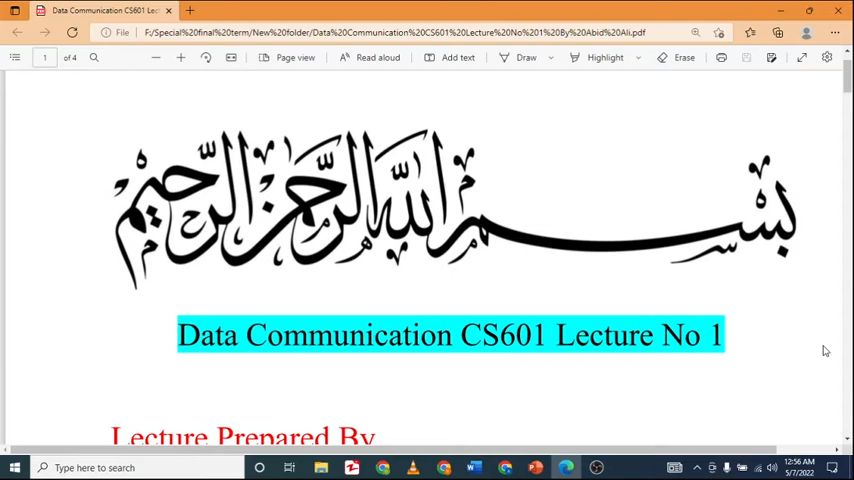 Data Communication CS601 Lec
File
F:/Special%20final%20term/New%20folder/Data%20Communication%20CS601%20Lecture%20No%201%20By%20Abid%20Ali.pdf
1 of 4
Page view
Read aloud
Add text
Draw
Highlight
Erase
بسم الله الرحمن الرحيم
Data Communication CS601 Lecture No 1
Lecture Prepared By
Type here to search
12:56 AM
5/7/2022